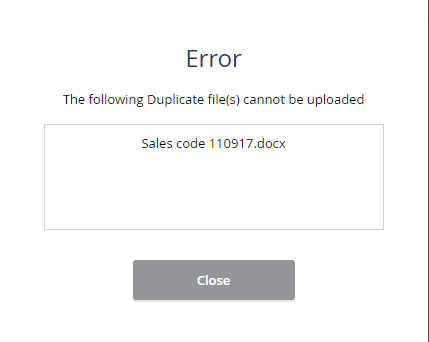 Error
The following Duplicate file(s) cannot be uploaded
Sales code 110917.docx
Close